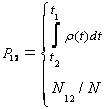 P₁₂ = { ∫_{t₂}^{t₁} ρ(t)dt
N₁₂ / N